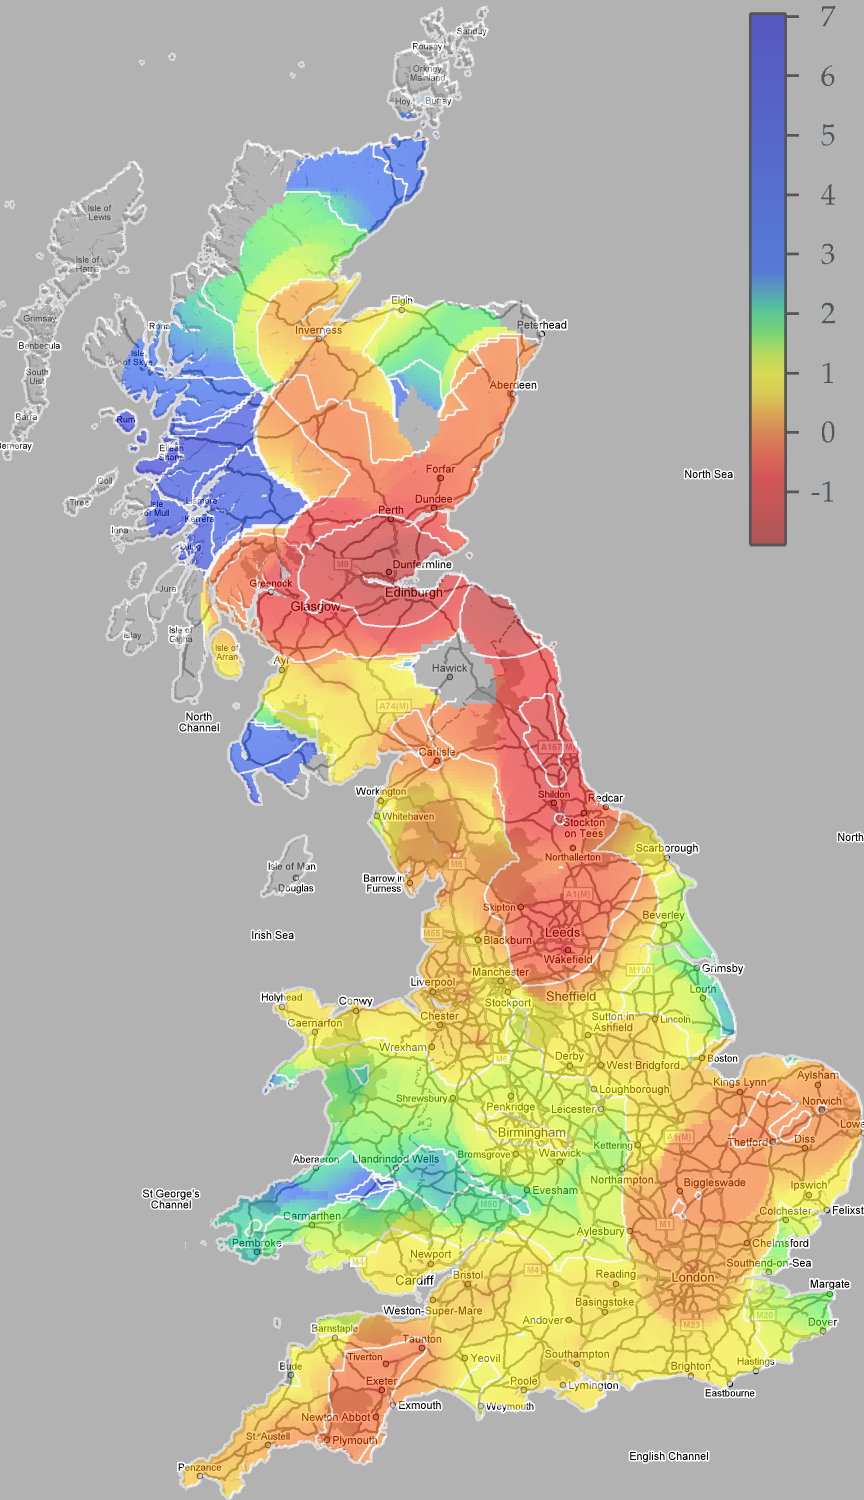 Sanday
Rousay
Orkney
Mainland
Hoy
Burray
7
6
5
4
3
2
1
0
-1
Isle of
Lewis
Isle of
Harris
Grimsay
Benbecula
South
Uist
Barra
Rona
Isle
of Skye
Rum
Eilean
Shona
Coll
Tiree
Isle
of Mull
Lismore
Kerrera
Iona
Luing
Jura
Islay
Isle of
Gigha
Isle of
Arran
Elgin
Peterhead
Inverness
Aberdeen
North Sea
Forfar
Dundee
Perth
M9
Dunfermline
Greenock
Edinburgh
Glasgow
Ayr
Hawick
North
Channel
A74(M)
Carlisle
A167(M)
Workington
Whitehaven
Shildon
Redcar
Stockton
on Tees
North
Scarborough
Northallerton
Isle of Man
Douglas
M6
Barrow in
Furness
A1(M)
Skipton
Beverley
Irish Sea
M55
Blackburn
Leeds
Wakefield
Manchester
M180
Grimsby
Liverpool
Stockport
Sheffield
Louth
Holyhead
Conwy
Caernarfon
Chester
Sutton in
Ashfield
Lincoln
Wrexham
M6
Derby
West Bridgford
Boston
Loughborough
Kings Lynn
Aylsham
Shrewsbury
Penkridge
Leicester
Norwich
Birmingham
Thetford
Diss
Lowe
A1(M)
Kettering
Aberaeron
Llandrindod Wells
Bromsgrove
Warwick
Northampton
Biggleswade
St George's
Channel
Evesham
Ipswich
M50
Colchester
Felixst
Carmarthen
M1
Aylesbury
Chelmsford
Pembroke
Newport
M4
M4
Southend-on-Sea
Cardiff
Bristol
Reading
London
Margate
Weston-Super-Mare
Basingstoke
Andover
M23
M20
Dover
Barnstaple
Taunton
Bude
Tiverton
Yeovil
Southampton
Hastings
Brighton
Exeter
Poole
Lymington
Eastbourne
Newton Abbot
Exmouth
Weymouth
St. Austell
Plymouth
Penzance
English Channel